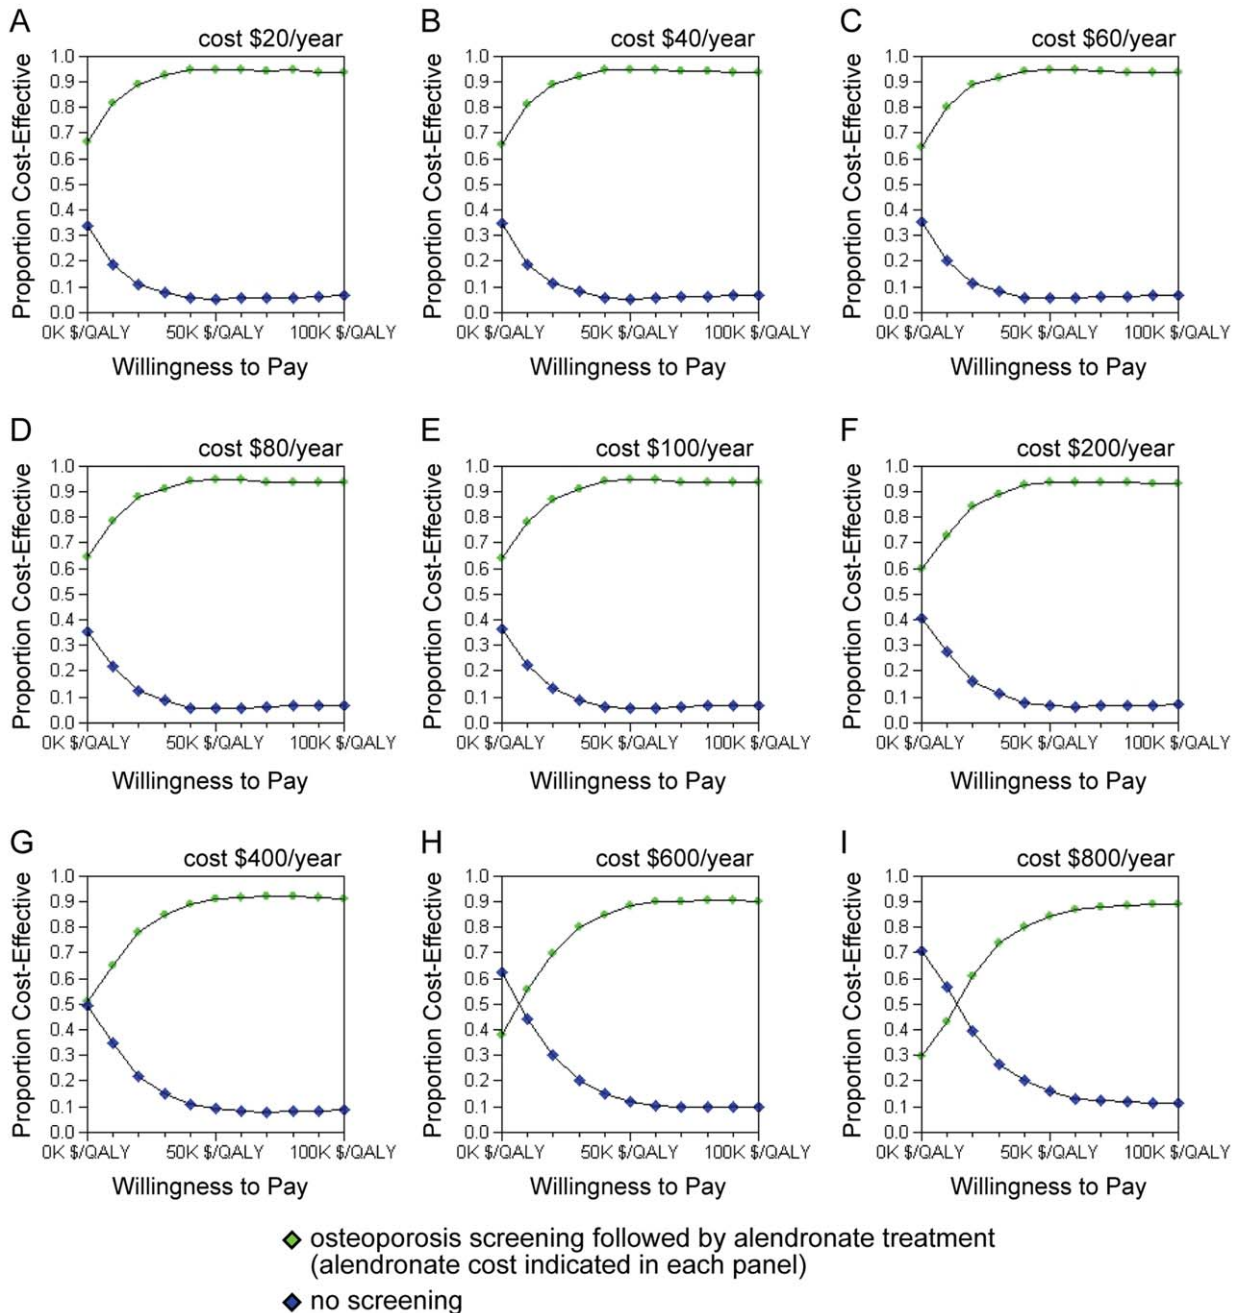 A
cost $20/year
1.0
0.9
0.8
0.7
0.6
0.5
0.4
0.3
0.2
0.1
0.0
Proportion Cost-Effective
0K $/QALY 50K $/QALY 100K $/QALY
Willingness to Pay
B
cost $40/year
1.0
0.9
0.8
0.7
0.6
0.5
0.4
0.3
0.2
0.1
0.0
Proportion Cost-Effective
0K $/QALY 50K $/QALY 100K $/QALY
Willingness to Pay
C
cost $60/year
1.0
0.9
0.8
0.7
0.6
0.5
0.4
0.3
0.2
0.1
0.0
Proportion Cost-Effective
0K $/QALY 50K $/QALY 100K $/QALY
Willingness to Pay
D
cost $80/year
1.0
0.9
0.8
0.7
0.6
0.5
0.4
0.3
0.2
0.1
0.0
Proportion Cost-Effective
0K $/QALY 50K $/QALY 100K $/QALY
Willingness to Pay
E
cost $100/year
1.0
0.9
0.8
0.7
0.6
0.5
0.4
0.3
0.2
0.1
0.0
Proportion Cost-Effective
0K $/QALY 50K $/QALY 100K $/QALY
Willingness to Pay
F
cost $200/year
1.0
0.9
0.8
0.7
0.6
0.5
0.4
0.3
0.2
0.1
0.0
Proportion Cost-Effective
0K $/QALY 50K $/QALY 100K $/QALY
Willingness to Pay
G
cost $400/year
1.0
0.9
0.8
0.7
0.6
0.5
0.4
0.3
0.2
0.1
0.0
Proportion Cost-Effective
0K $/QALY 50K $/QALY 100K $/QALY
Willingness to Pay
H
cost $600/year
1.0
0.9
0.8
0.7
0.6
0.5
0.4
0.3
0.2
0.1
0.0
Proportion Cost-Effective
0K $/QALY 50K $/QALY 100K $/QALY
Willingness to Pay
I
cost $800/year
1.0
0.9
0.8
0.7
0.6
0.5
0.4
0.3
0.2
0.1
0.0
Proportion Cost-Effective
0K $/QALY 50K $/QALY 100K $/QALY
Willingness to Pay
osteoporosis screening followed by alendronate treatment
(alendronate cost indicated in each panel)
no screening